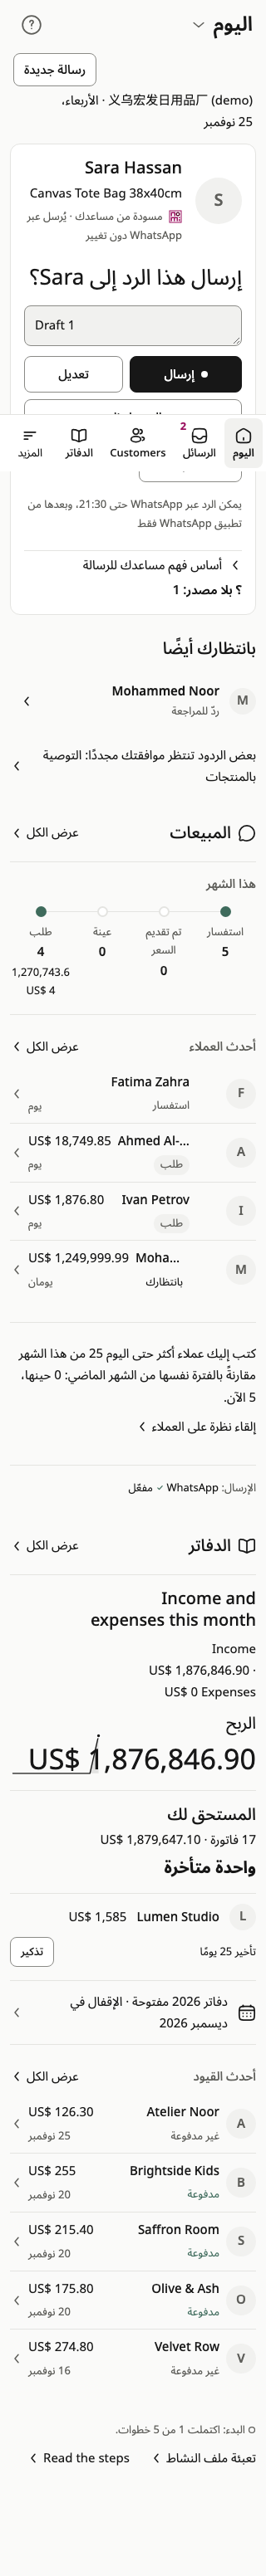 اليوم
رسالة جديدة
义乌宏发日用品厂 (demo) · الأربعاء،
25 نوفمبر
S
Sara Hassan
Canvas Tote Bag 38x40cm
مسودة من مساعدك · يُرسل عبر
WhatsApp دون تغيير
إرسال هذا الرد إلى Sara؟
Draft 1
إرسال
تعديل
اليوم
الرسائل
2
Customers
الدفاتر
المزيد
يمكن الرد عبر WhatsApp حتى 21:30، وبعدها من
تطبيق WhatsApp فقط
أساس فهم مساعدك للرسالة
؟ بلا مصدر: 1
بانتظارك أيضًا
M
Mohammed Noor
ردّ للمراجعة
بعض الردود تنتظر موافقتك مجددًا: التوصية
بالمنتجات
المبيعات
عرض الكل
هذا الشهر
استفسار
5
تم تقديم
السعر
0
عينة
0
طلب
4
1,270,743.6
US$ 4
أحدث العملاء
عرض الكل
F
Fatima Zahra
استفسار
يوم
A
Ahmed Al-...
US$ 18,749.85
طلب
يوم
I
Ivan Petrov
US$ 1,876.80
طلب
يوم
M
Moha...
US$ 1,249,999.99
بانتظارك
يومان
كتب إليك عملاء أكثر حتى اليوم 25 من هذا الشهر
مقارنةً بالفترة نفسها من الشهر الماضي: 0 حينها،
5 الآن.
إلقاء نظرة على العملاء
الإرسال: WhatsApp ✓ مفعّل
الدفاتر
عرض الكل
Income and
expenses this month
Income
US$ 1,876,846.90 ·
US$ 0 Expenses
الربح
US$ 1,876,846.90
المستحق لك
17 فاتورة · US$ 1,879,647.10
واحدة متأخرة
L
Lumen Studio
US$ 1,585
تأخير 25 يومًا
تذكير
دفاتر 2026 مفتوحة · الإقفال في
ديسمبر 2026
أحدث القيود
عرض الكل
A
Atelier Noor
US$ 126.30
غير مدفوعة
25 نوفمبر
B
Brightside Kids
US$ 255
مدفوعة
20 نوفمبر
S
Saffron Room
US$ 215.40
مدفوعة
20 نوفمبر
O
Olive & Ash
US$ 175.80
مدفوعة
20 نوفمبر
V
Velvet Row
US$ 274.80
غير مدفوعة
16 نوفمبر
البدء: اكتملت 1 من 5 خطوات.
تعبئة ملف النشاط
Read the steps